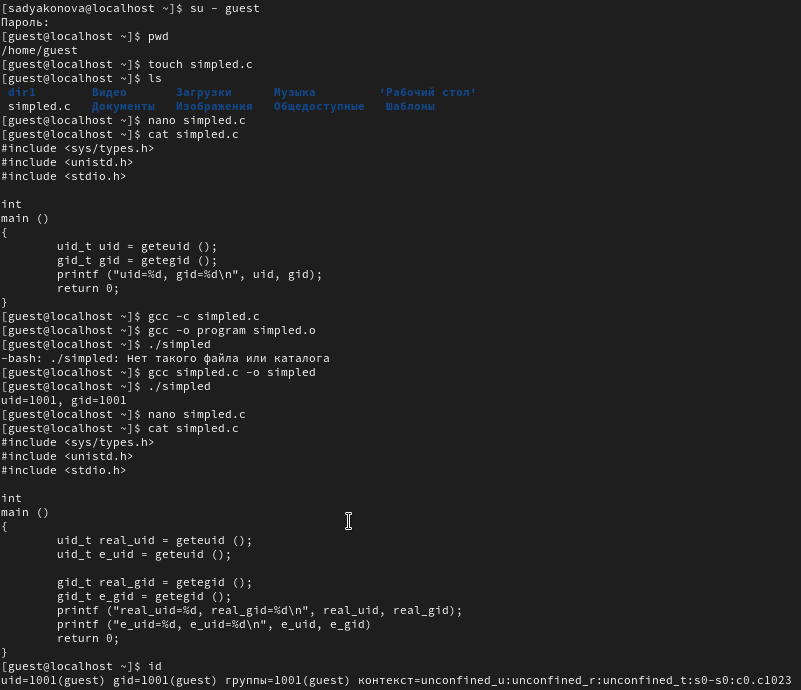 [sadyakonova@localhost ~]$ su - guest
Пароль:
[guest@localhost ~]$ pwd
/home/guest
[guest@localhost ~]$ touch simpled.c
[guest@localhost ~]$ ls
dir1 Видео Загрузки Музыка 'Рабочий стол'
simpled.c Документы Изображения Общедоступные Шаблоны
[guest@localhost ~]$ nano simpled.c
[guest@localhost ~]$ cat simpled.c
#include <sys/types.h>
#include <unistd.h>
#include <stdio.h>

int
main ()
{
        uid_t uid = geteuid ();
        gid_t gid = getegid ();
        printf ("uid=%d, gid=%d\n", uid, gid);
        return 0;
}
[guest@localhost ~]$ gcc -c simpled.c
[guest@localhost ~]$ gcc -o program simpled.o
[guest@localhost ~]$ ./simpled
-bash: ./simpled: Нет такого файла или каталога
[guest@localhost ~]$ gcc simpled.c -o simpled
[guest@localhost ~]$ ./simpled
uid=1001, gid=1001
[guest@localhost ~]$ nano simpled.c
[guest@localhost ~]$ cat simpled.c
#include <sys/types.h>
#include <unistd.h>
#include <stdio.h>

int
main ()
{
        uid_t real_uid = geteuid ();
        uid_t e_uid = geteuid ();

        gid_t real_gid = getegid ();
        gid_t e_gid = getegid ();
        printf ("real_uid=%d, real_gid=%d\n", real_uid, real_gid);
        printf ("e_uid=%d, e_uid=%d\n", e_uid, e_gid)
        return 0;
}
[guest@localhost ~]$ id
uid=1001(guest) gid=1001(guest) группы=1001(guest) контекст=unconfined_u:unconfined_r:unconfined_t:s0-s0:c0.c1023